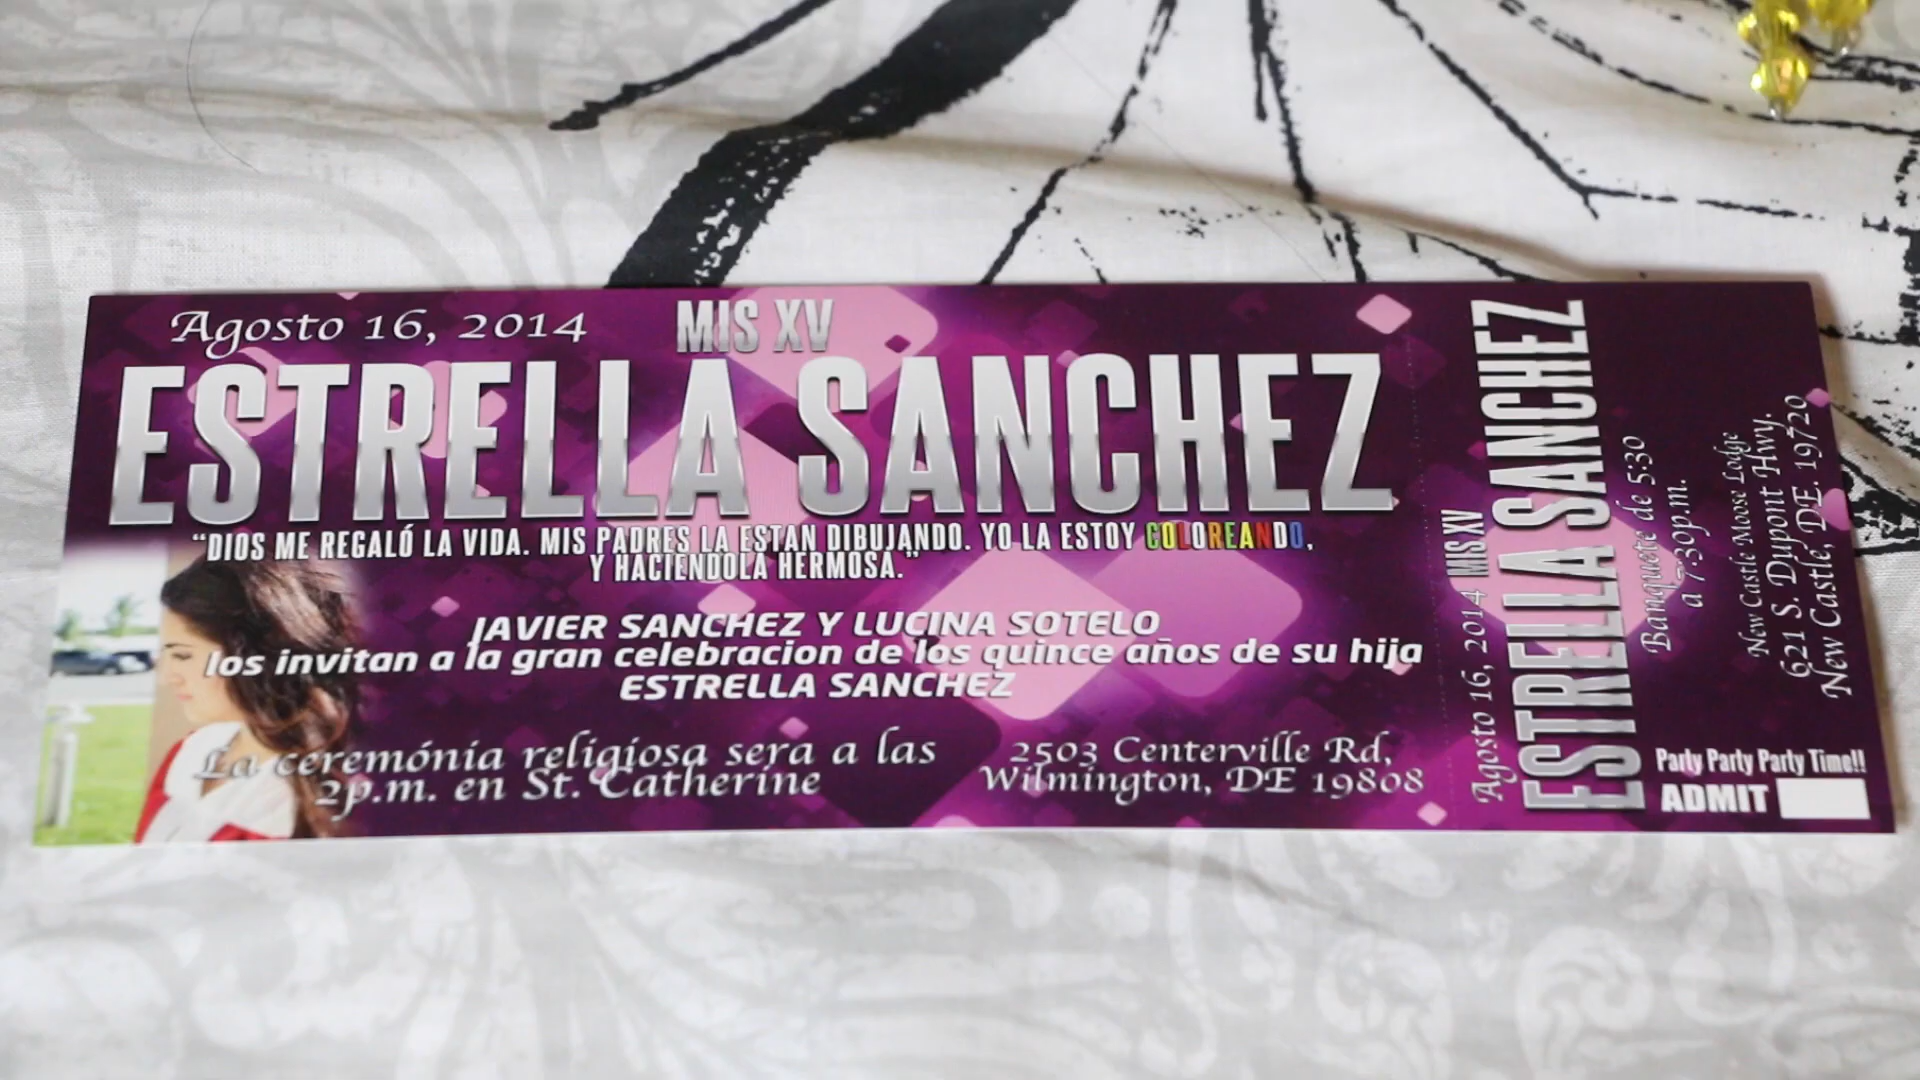 Agosto 16, 2014
MIS XV
ESTRELLA SANCHEZ
"DIOS ME REGALÓ LA VIDA. MIS PADRES LA ESTAN DIBUJANDO. YO LA ESTOY COLOREANDO,
Y HACIENDOLA HERMOSA."
JAVIER SANCHEZ Y LUCINA SOTELO
los invitan a la gran celebracion de los quince años de su hija
ESTRELLA SANCHEZ
La ceremónia religiosa sera a las
2p.m. en St. Catherine
2503 Centerville Rd,
Wilmington, DE 19808
Agosto 16, 2014 MIS XV
ESTRELLA SANCHEZ
Banquete de 5:30
a 7:30p.m.
New Castle Moose Lodge
621 S. Dupont Hwy.
New Castle, DE. 19720
Party Party Party Time!!
ADMIT